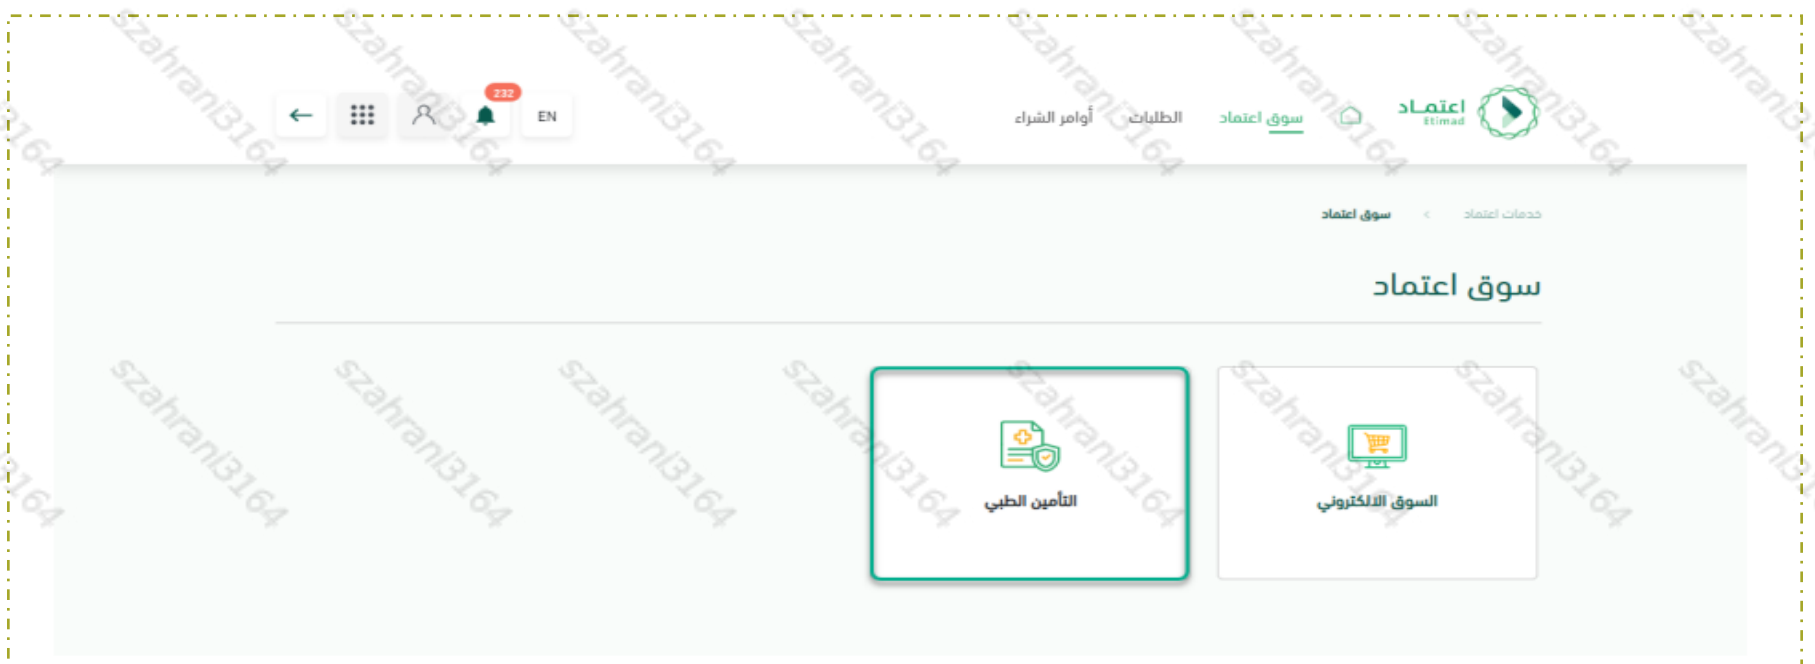 اعتماد
Etimad
سوق اعتماد
الطلبات
أوامر الشراء
EN
232
خدمات اعتماد > سوق اعتماد
سوق اعتماد
السوق الالكتروني
التأمين الطبي
szahrani3164